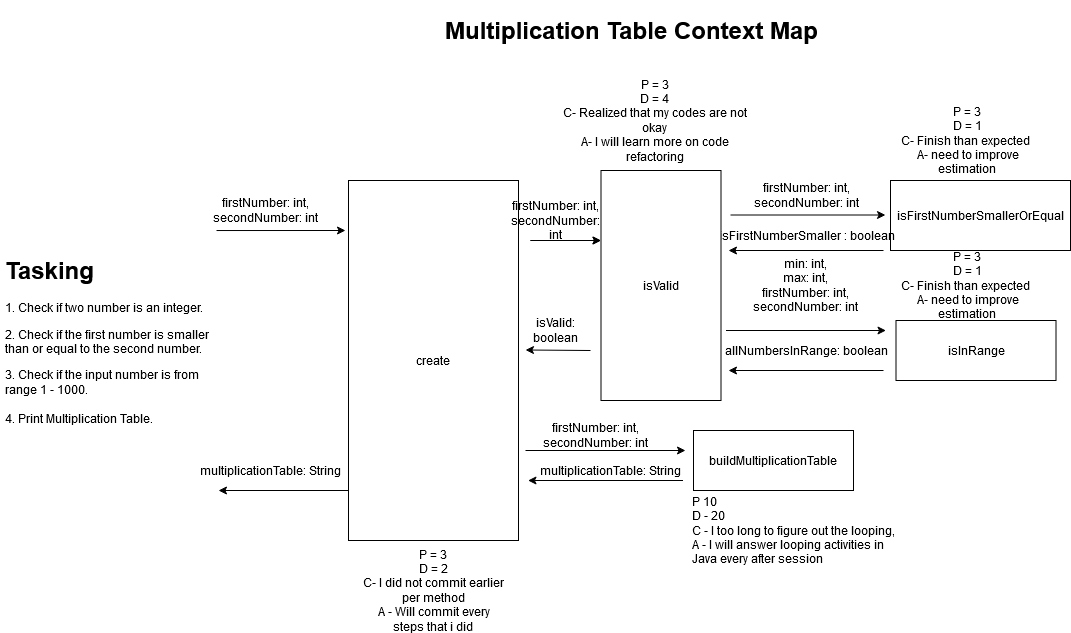 Multiplication Table Context Map
P = 3
D = 4
C- Realized that my codes are not
okay
A- I will learn more on code
refactoring
P = 3
D = 1
C- Finish than expected
A- need to improve
estimation
firstNumber: int,
secondNumber: int
firstNumber: int,
secondNumber:
int
firstNumber: int,
secondNumber: int
isFirstNumberSmallerOrEqual
sFirstNumberSmaller : boolean
P = 3
D = 1
C- Finish than expected
A- need to improve
estimation
Tasking
1. Check if two number is an integer.
2. Check if the first number is smaller
than or equal to the second number.
3. Check if the input number is from
range 1 - 1000.
4. Print Multiplication Table.
create
isValid
min: int,
max: int,
firstNumber: int,
secondNumber: int
isValid:
boolean
allNumbersInRange: boolean
isInRange
firstNumber: int,
secondNumber: int
multiplicationTable: String
multiplicationTable: String
buildMultiplicationTable
P 10
D - 20
C - I too long to figure out the looping,
A - I will answer looping activities in
Java every after session
P = 3
D = 2
C- I did not commit earlier
per method
A - Will commit every
steps that i did